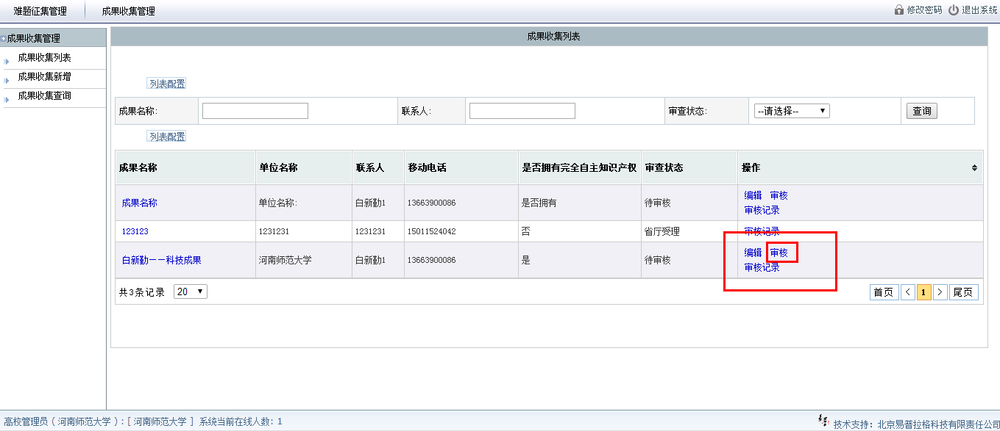 难题征集管理 成果收集管理 修改密码 退出系统
成果收集管理
成果收集列表
成果收集新增
成果收集查询
成果收集列表
列表配置
成果名称: 联系人: 审查状态: --请选择-- 查询
列表配置
成果名称 单位名称 联系人 移动电话 是否拥有完全自主知识产权 审查状态 操作
成果名称 单位名称: 白新勤1 13663900086 是否拥有 待审核 编辑 审核
审核记录
123123 1231231 1231231 15011524042 否 省厅受理 审核记录
白新勤——科技成果 河南师范大学 白新勤1 13663900086 是 待审核 编辑 审核
审核记录
共3条记录 20 首页 < 1 > 尾页
高校管理员(河南师范大学):[河南师范大学] 系统当前在线人数: 1 技术支持: 北京易普拉格科技有限责任公司